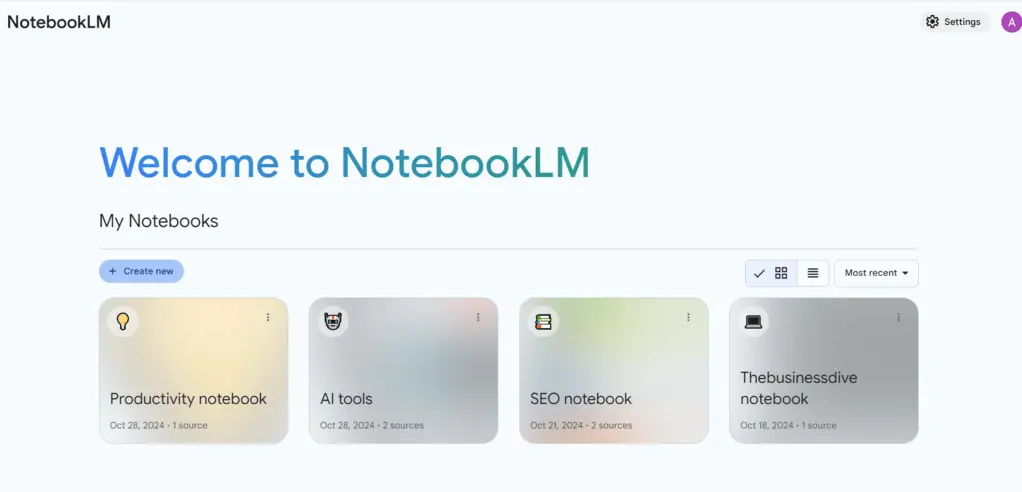 NotebookLM
Settings
A
Welcome to NotebookLM
My Notebooks
+ Create new
Most recent
Productivity notebook
Oct 28, 2024 • 1 source
AI tools
Oct 28, 2024 • 2 sources
SEO notebook
Oct 21, 2024 • 2 sources
Thebusinessdive
notebook
Oct 18, 2024 • 1 source